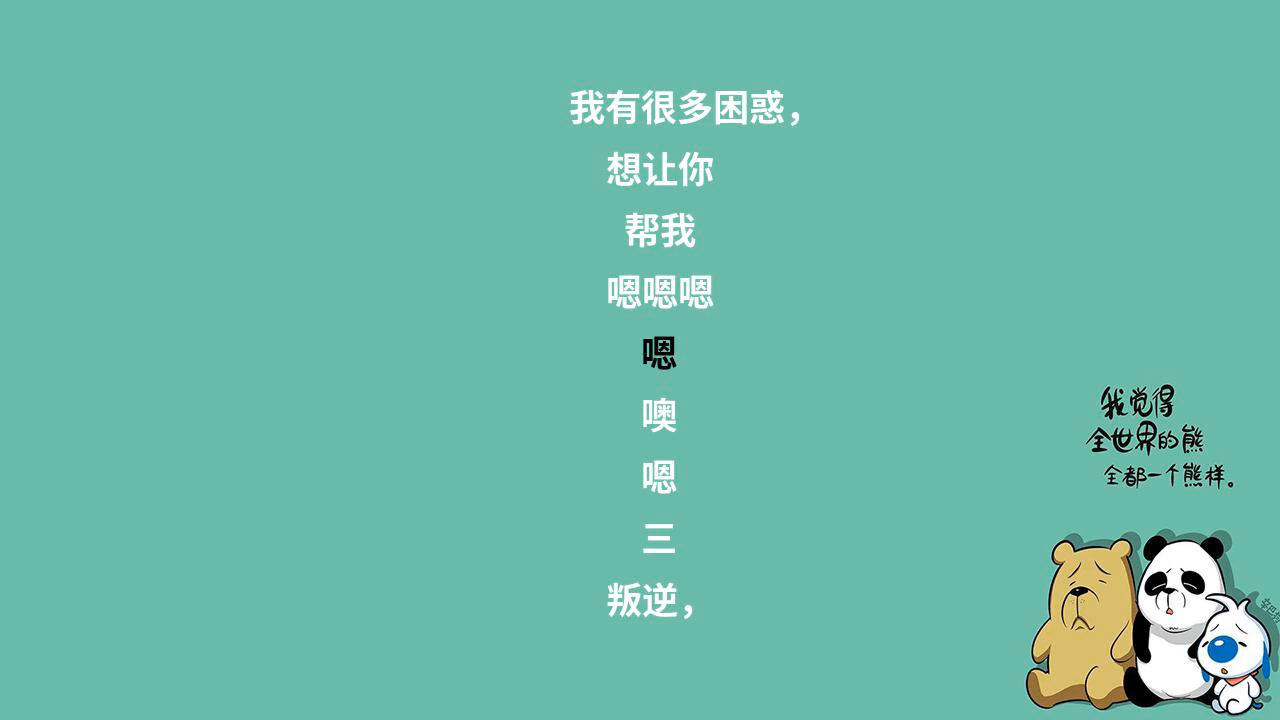 我有很多困惑，
想让你
帮我
嗯嗯嗯
嗯
噢
嗯
三
叛逆，
我觉得
全世界的熊
全都一个熊样。